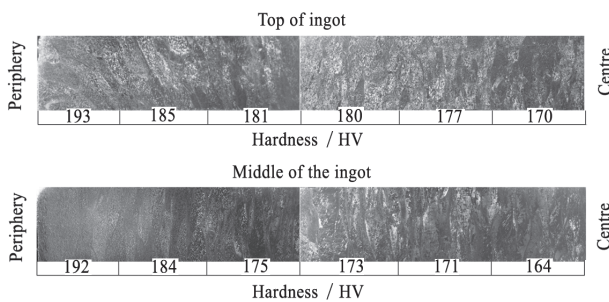 Top of ingot
Periphery
Centre
193 185 181 180 177 170
Hardness / HV
Middle of the ingot
Periphery
Centre
192 184 175 173 171 164
Hardness / HV